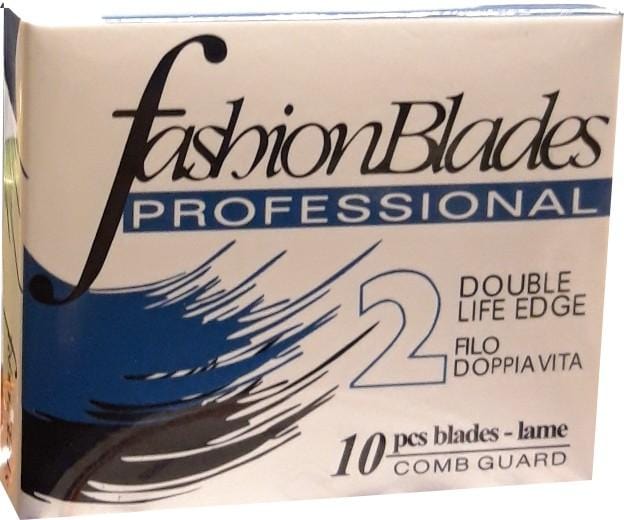 fashionBlades
PROFESSIONAL
2
DOUBLE
LIFE EDGE
FILO
DOPPIA VITA
10 pcs blades - lame
COMB GUARD